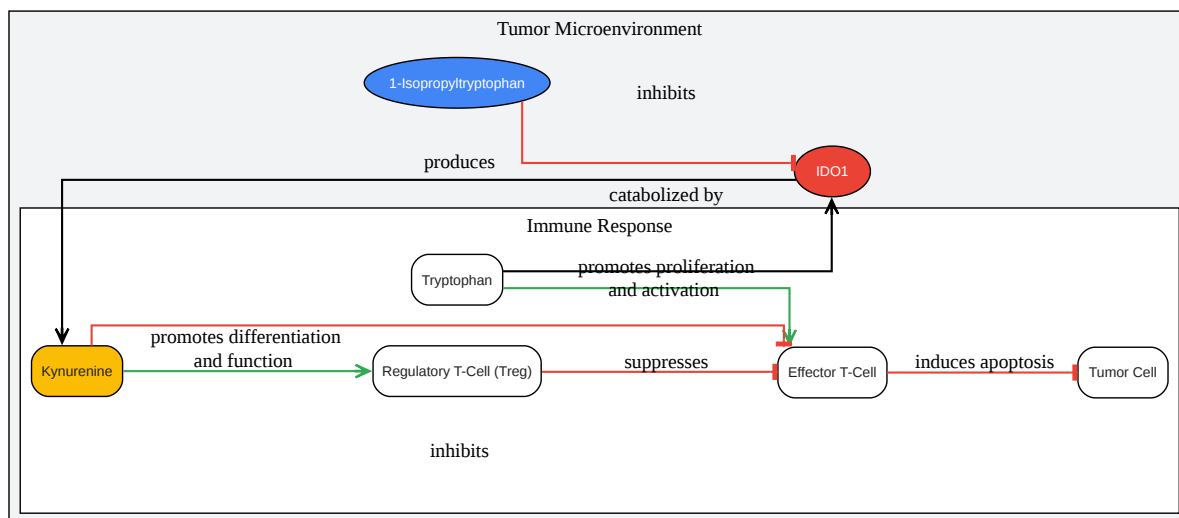 Tumor Microenvironment
1-Isopropyltryptophan
inhibits
produces
IDO1
catabolized by
Immune Response
Tryptophan
promotes proliferation
and activation
promotes differentiation
and function
Kynurenine
Regulatory T-Cell (Treg)
suppresses
Effector T-Cell
induces apoptosis
Tumor Cell
inhibits